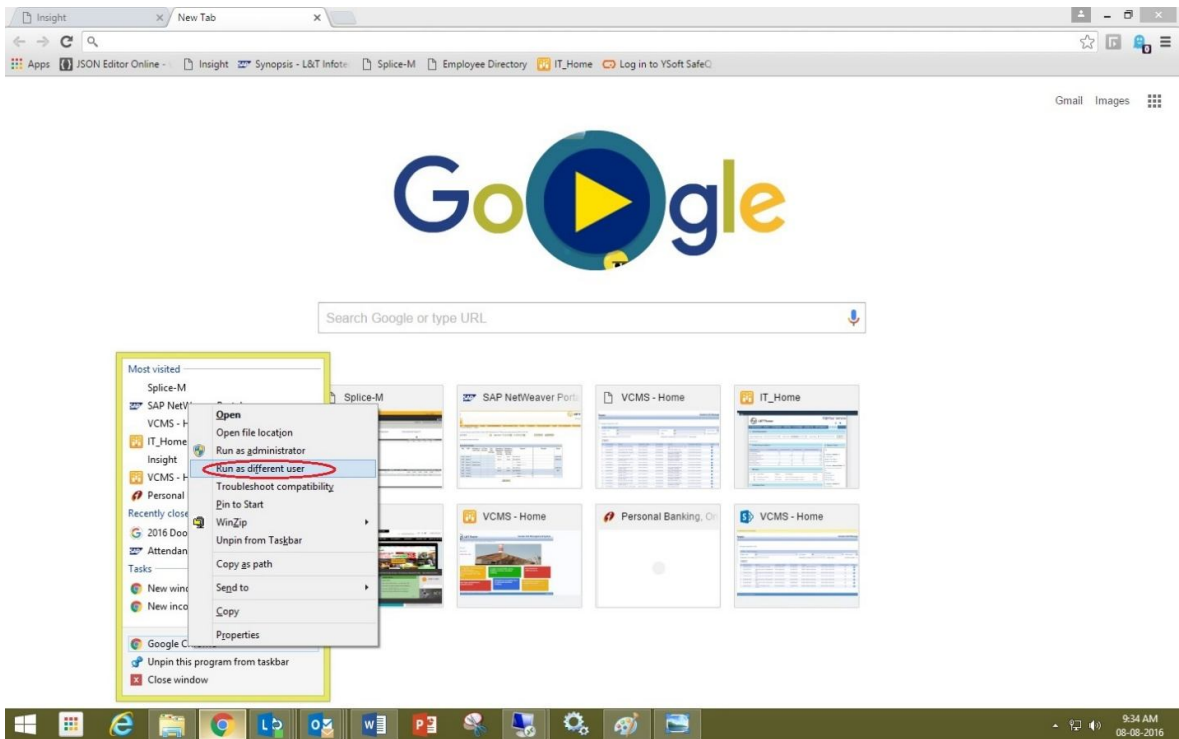 Insight
New Tab
Apps JSON Editor Online - Insight Synopsis - L&T Infote Splice-M Employee Directory IT_Home Log in to YSoft SafeQ
Gmail Images
Google
Search Google or type URL
Most visited
Splice-M
SAP NetW
VCMS - H
IT_Home
Insight
VCMS - H
Personal
Recently close
2016 Doo
Attendan
Tasks
New wind
New inco
Google C
Unpin this program from taskbar
Close window
Open
Open file location
Run as administrator
Run as different user
Troubleshoot compatibility
Pin to Start
WinZip
Unpin from Taskbar
Copy as path
Send to
Copy
Properties
Splice-M
SAP NetWeaver Port
VCMS - Home
IT_Home
VCMS - Home
Personal Banking, On
VCMS - Home
9:34 AM
08-08-2016